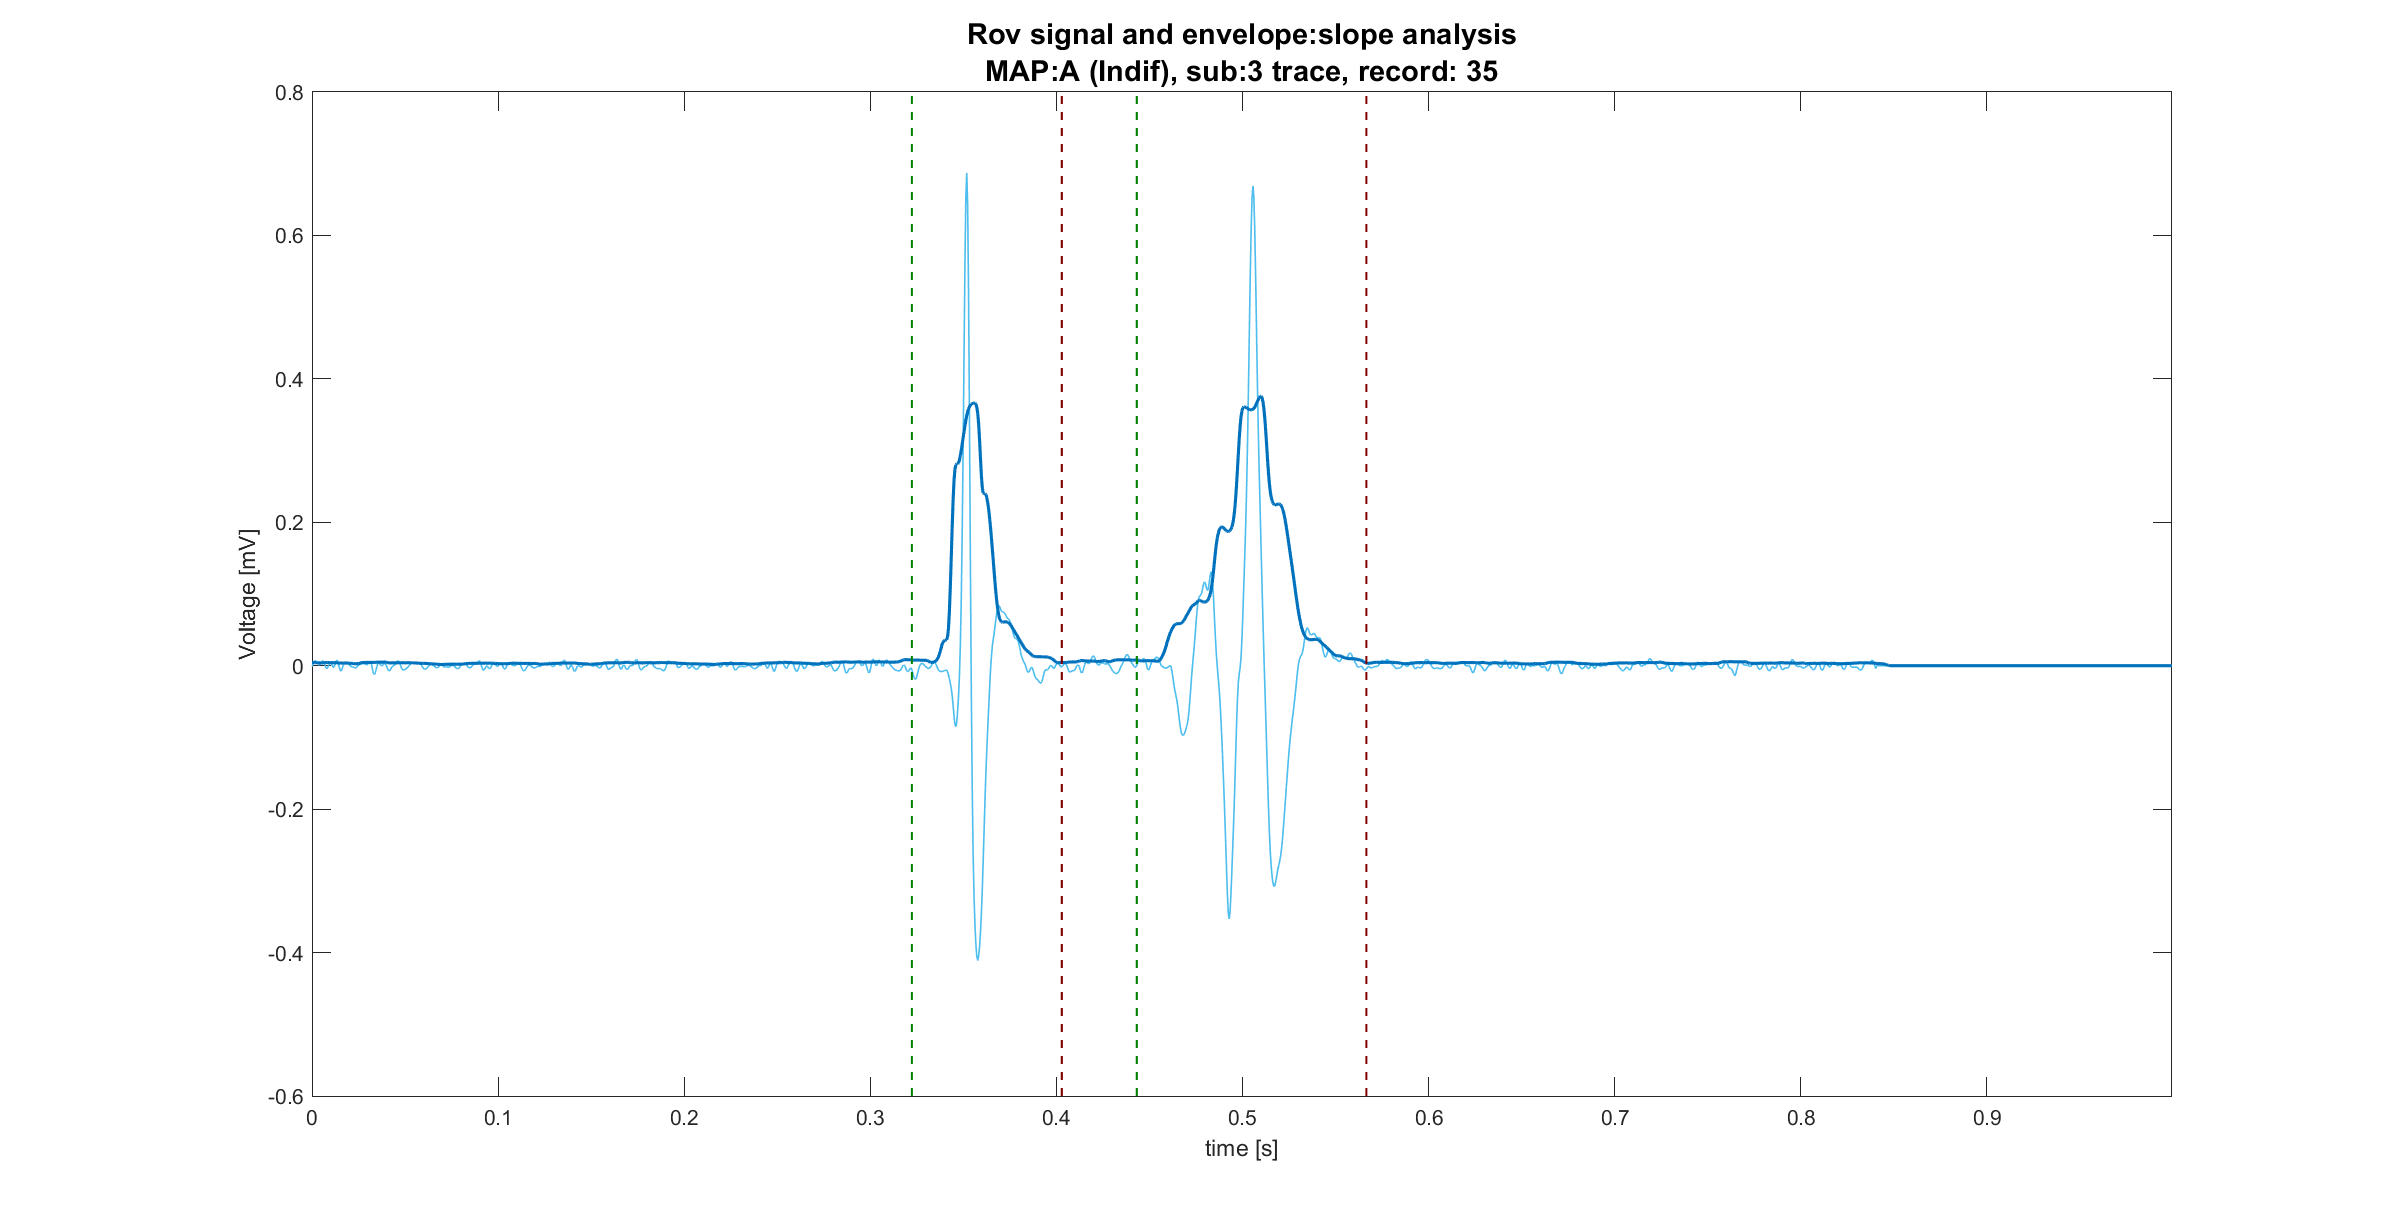 Rov signal and envelope:slope analysis
MAP:A (Indif), sub:3 trace, record: 35
0.8
0.6
0.4
0.2
0
-0.2
-0.4
-0.6
Voltage [mV]
0 0.1 0.2 0.3 0.4 0.5 0.6 0.7 0.8 0.9
time [s]